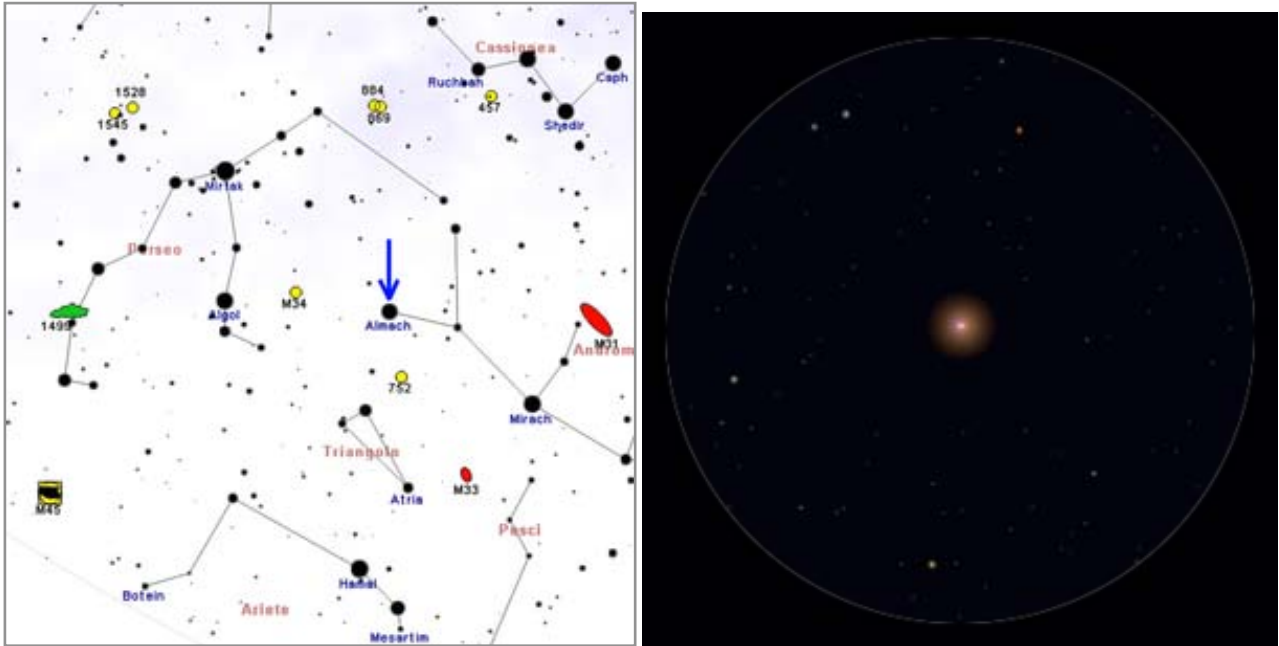 Cassiopea
Ruchbah
Caph
884
869
457
1528
1545
Shedir
Mirfak
Perseo
M34
Algol
Almach
1499
M31
Androm
752
Mirach
Triangolo
Atria
M33
M45
Pesci
Hamal
Botein
Ariete
Mesartim